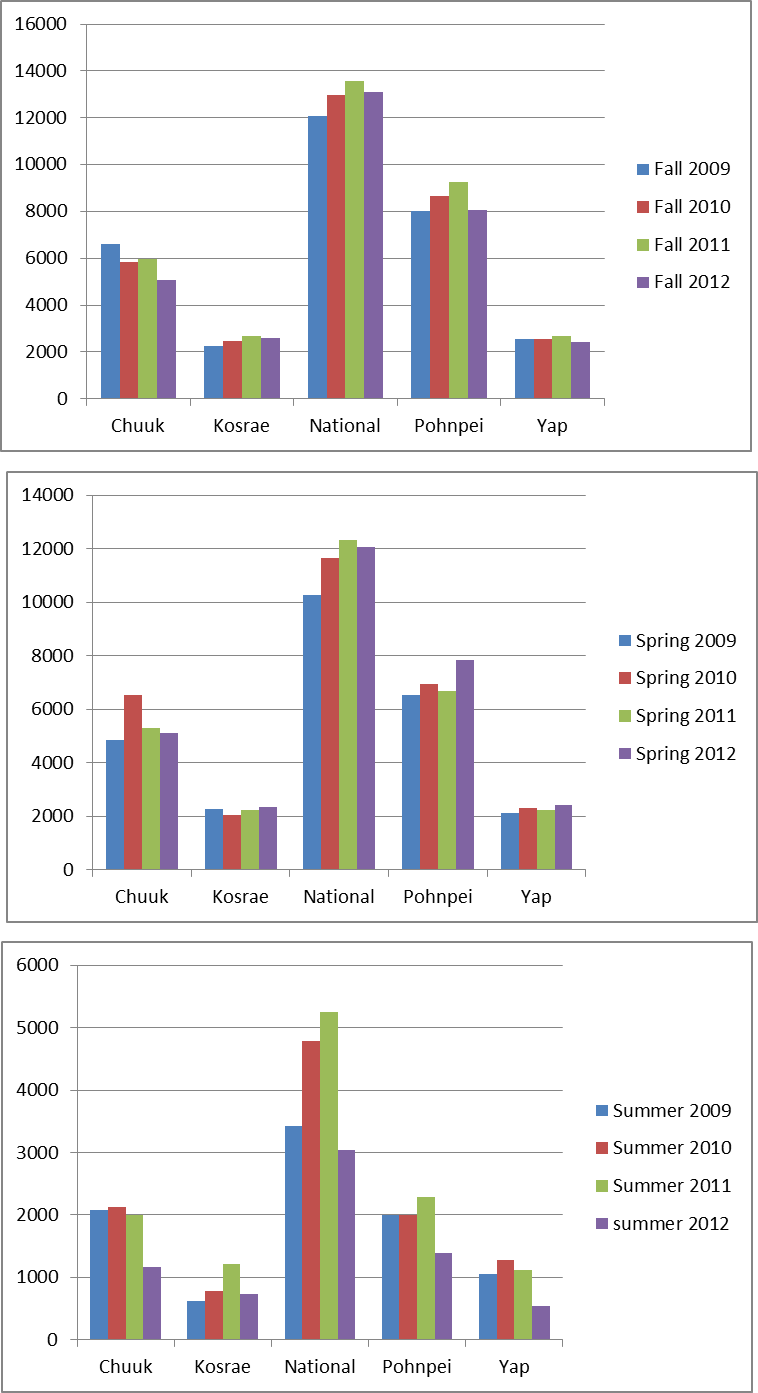 16000
14000
12000
10000
8000
6000
4000
2000
0
Chuuk Kosrae National Pohnpei Yap
Fall 2009
Fall 2010
Fall 2011
Fall 2012
14000
12000
10000
8000
6000
4000
2000
0
Chuuk Kosrae National Pohnpei Yap
Spring 2009
Spring 2010
Spring 2011
Spring 2012
6000
5000
4000
3000
2000
1000
0
Chuuk Kosrae National Pohnpei Yap
Summer 2009
Summer 2010
Summer 2011
summer 2012